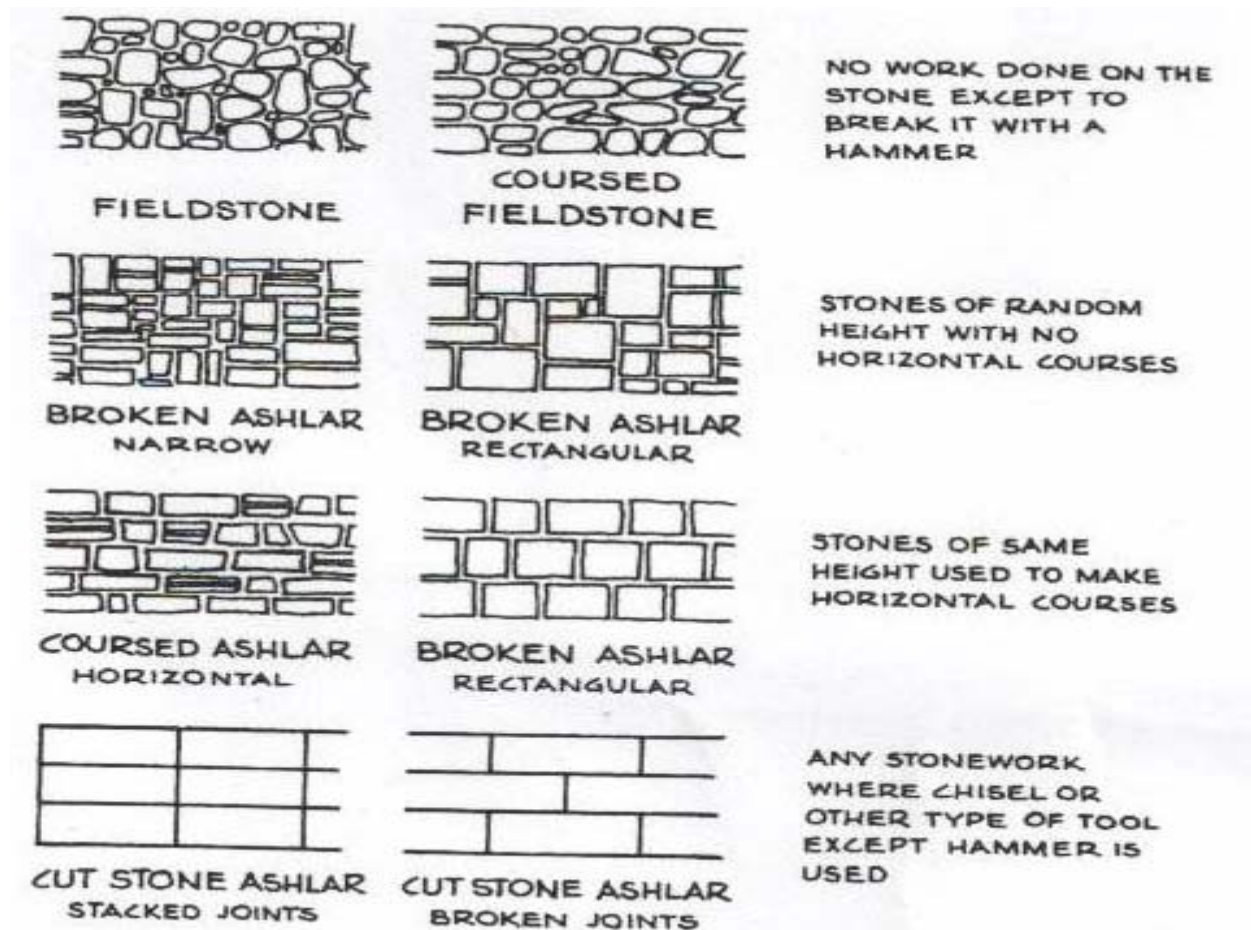 NO WORK DONE ON THE
STONE EXCEPT TO
BREAK IT WITH A
HAMMER
FIELDSTONE
COURSED
FIELDSTONE
STONES OF RANDOM
HEIGHT WITH NO
HORIZONTAL COURSES
BROKEN ASHLAR
NARROW
BROKEN ASHLAR
RECTANGULAR
STONES OF SAME
HEIGHT USED TO MAKE
HORIZONTAL COURSES
COURSED ASHLAR
HORIZONTAL
BROKEN ASHLAR
RECTANGULAR
ANY STONEWORK
WHERE CHISEL OR
OTHER TYPE OF TOOL
EXCEPT HAMMER IS
USED
CUT STONE ASHLAR
STACKED JOINTS
CUT STONE ASHLAR
BROKEN JOINTS